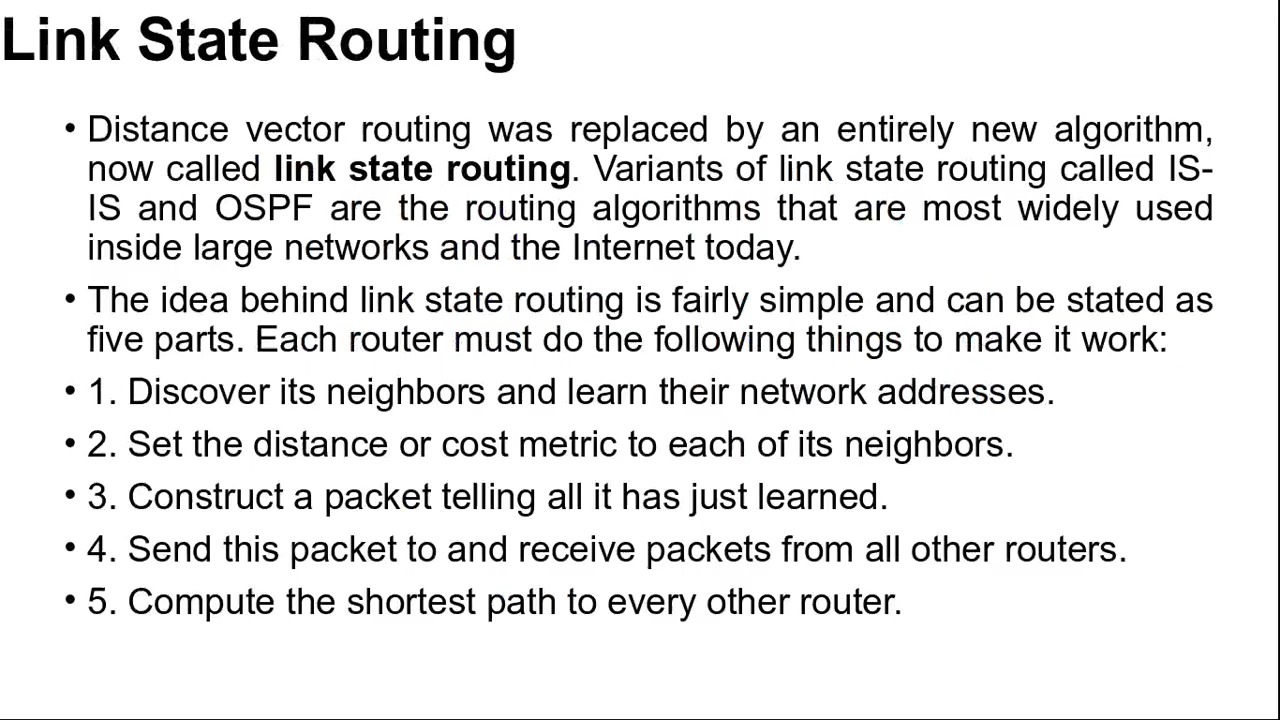 Link State Routing
• Distance vector routing was replaced by an entirely new algorithm,
now called link state routing. Variants of link state routing called IS-
IS and OSPF are the routing algorithms that are most widely used
inside large networks and the Internet today.
• The idea behind link state routing is fairly simple and can be stated as
five parts. Each router must do the following things to make it work:
• 1. Discover its neighbors and learn their network addresses.
• 2. Set the distance or cost metric to each of its neighbors.
• 3. Construct a packet telling all it has just learned.
• 4. Send this packet to and receive packets from all other routers.
• 5. Compute the shortest path to every other router.